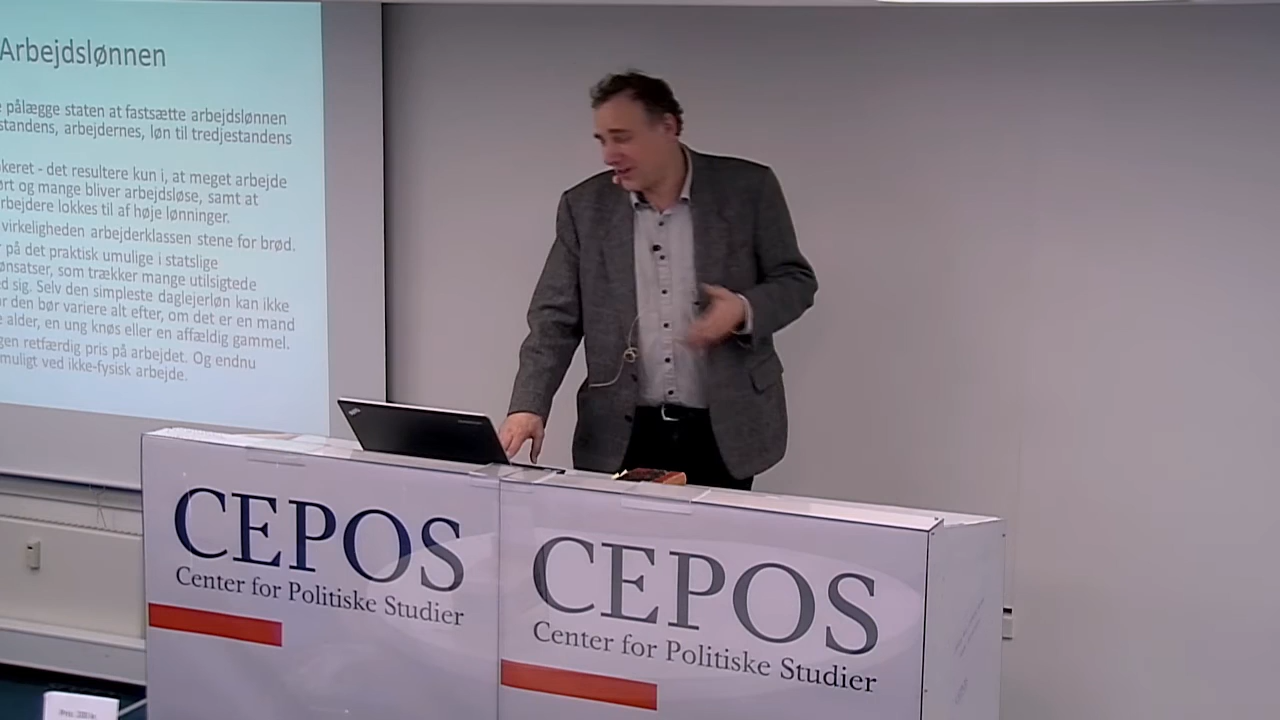 Arbejdslønnen
pålægge staten at fastsætte arbejdslønnen
standens, arbejdernes, løn til tredjestandens
keret - det resultere kun i, at meget arbejde
ørt og mange bliver arbejdsløse, samt at
rbejdere lokkes til af høje lønninger.
virkeligheden arbejderklassen stene for brød.
r på det praktisk umulige i statslige
ønsatser, som trækker mange utilsigtede
d sig. Selv den simpleste daglejerløn kan ikke
ar den bør variere alt efter, om det er en mand
e alder, en ung knøs eller en affældig gammel.
gen retfærdig pris på arbejdet. Og endnu
muligt ved ikke-fysisk arbejde.
CEPOS
Center for Politiske Studier
CEPOS
Center for Politiske Studier